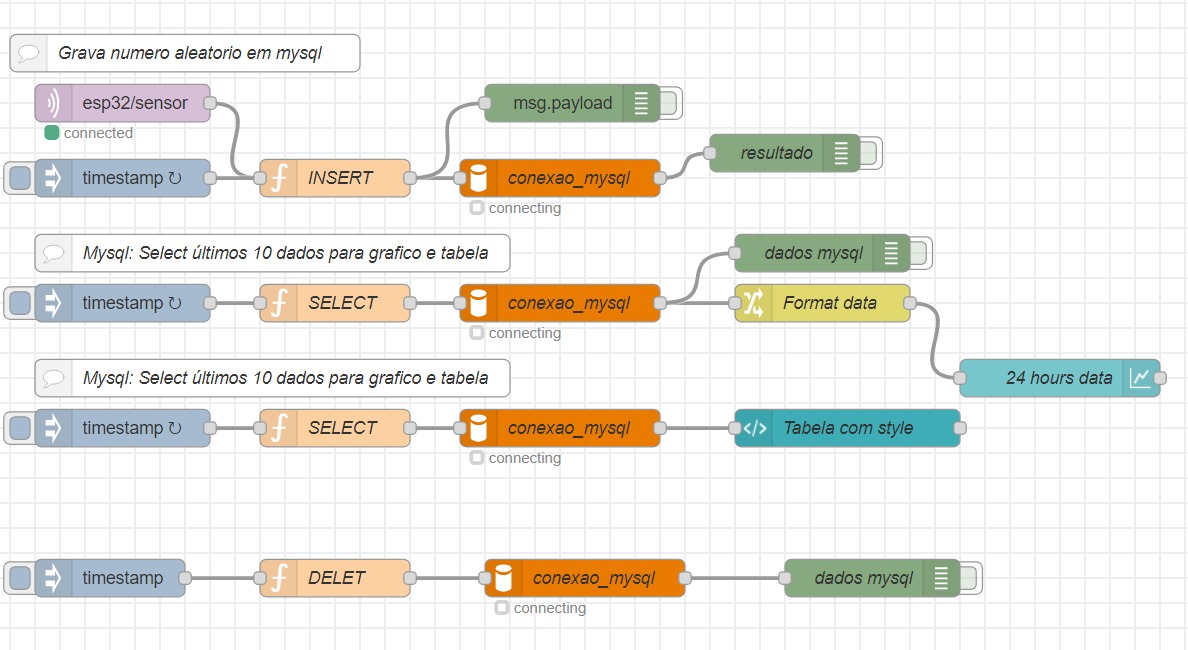 Grava numero aleatorio em mysql
esp32/sensor
msg.payload
connected
resultado
timestamp ↻
INSERT
conexao_mysql
connecting
Mysql: Select últimos 10 dados para grafico e tabela
dados mysql
timestamp ↻
SELECT
conexao_mysql
Format data
connecting
Mysql: Select últimos 10 dados para grafico e tabela
24 hours data
timestamp ↻
SELECT
conexao_mysql
Tabela com style
connecting
timestamp
DELET
conexao_mysql
dados mysql
connecting